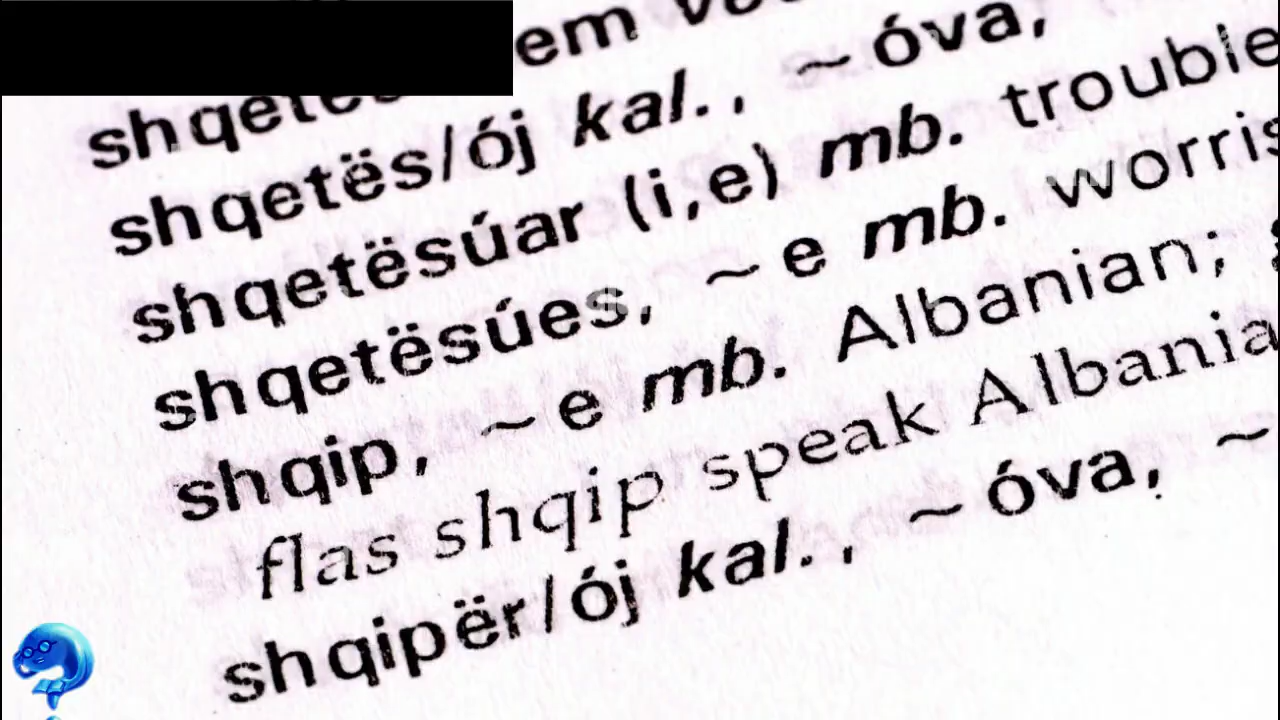 em
shqetës/ój kal., ~óva,
shqetësúar (i,e) mb. trouble
shqetësúes, ~e mb. worris
shqip, ~e mb. Albanian;
flas shqip speak Albania
shqipër/ój kal., ~óva, ~